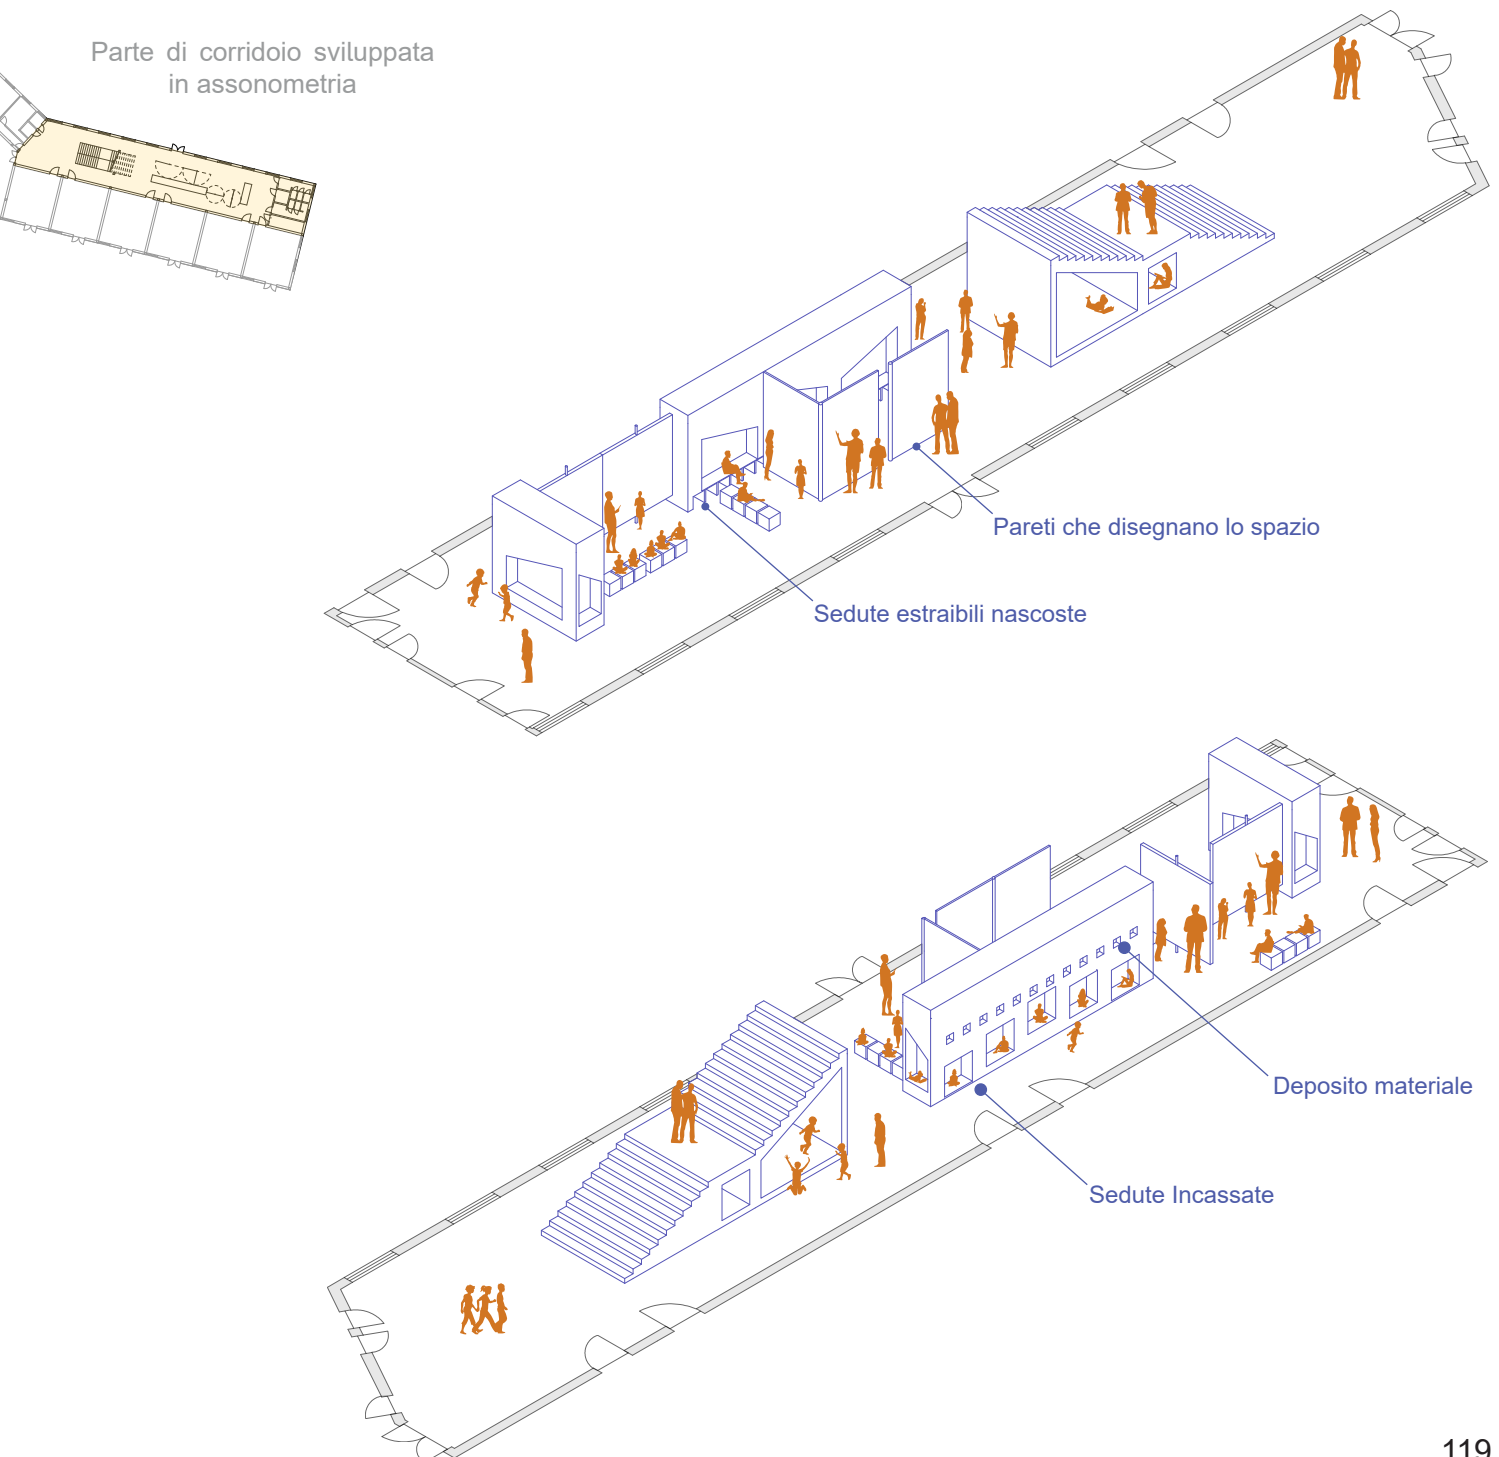 Parte di corridoio sviluppata
in assonometria
Pareti che disegnano lo spazio
Sedute estraibili nascoste
Deposito materiale
Sedute Incassate
119